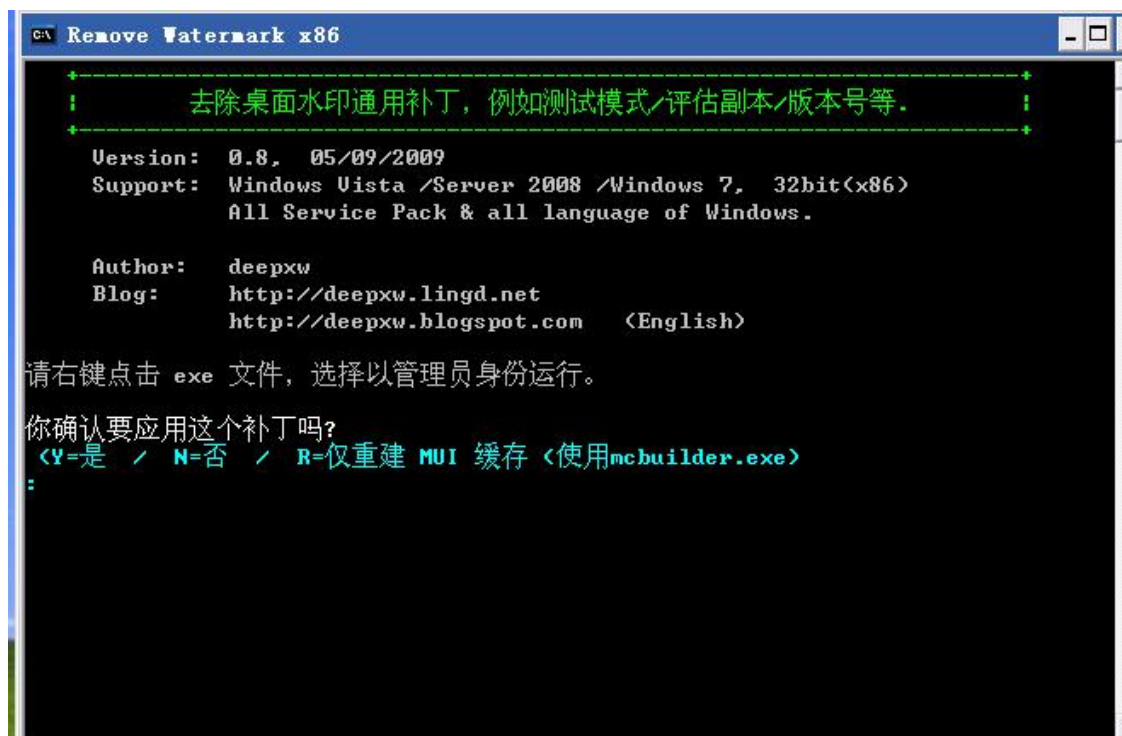 Remove Watermark x86
去除桌面水印通用补丁, 例如测试模式/评估副本/版本号等.
Version: 0.8, 05/09/2009
Support: Windows Vista /Server 2008 /Windows 7, 32bit(x86)
All Service Pack & all language of Windows.
Author: deepxw
Blog: http://deepxw.lingd.net
http://deepxw.blogspot.com (English)
请右键点击 exe 文件, 选择以管理员身份运行。
你确认要应用这个补丁吗?
(Y=是 / N=否 / R=仅重建 MUI 缓存 (使用mcbuilder.exe)
: